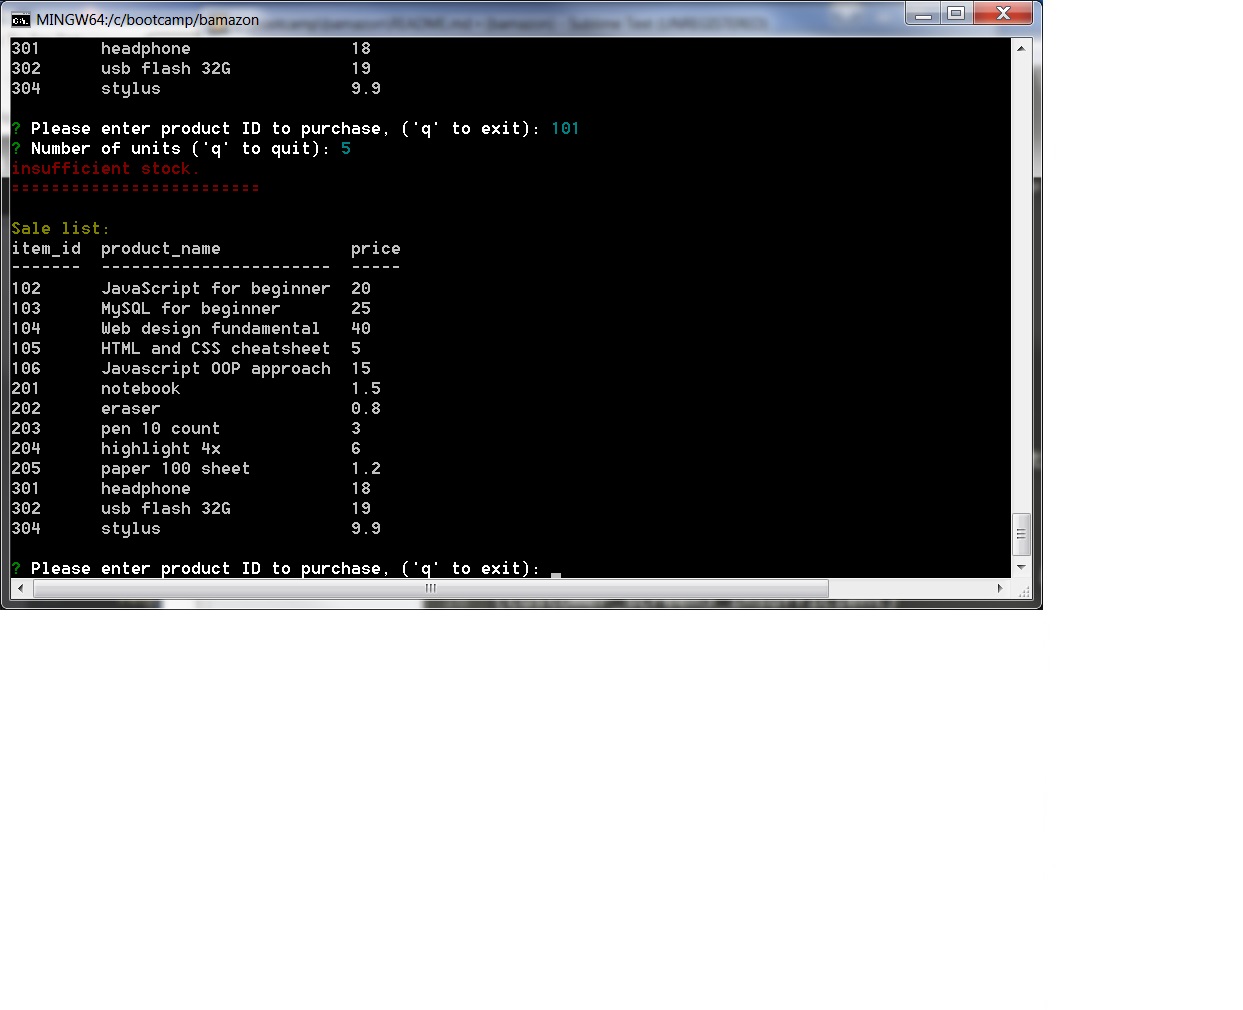 MINGW64:/c/bootcamp/bamazon
301 headphone 18
302 usb flash 32G 19
304 stylus 9.9
? Please enter product ID to purchase, ('q' to exit): 101
? Number of units ('q' to quit): 5
insufficient stock.
=========================
Sale list:
item_id product_name price
------- ----------------------- -----
102 JavaScript for beginner 20
103 MySQL for beginner 25
104 Web design fundamental 40
105 HTML and CSS cheatsheet 5
106 Javascript OOP approach 15
201 notebook 1.5
202 eraser 0.8
203 pen 10 count 3
204 highlight 4x 6
205 paper 100 sheet 1.2
301 headphone 18
302 usb flash 32G 19
304 stylus 9.9
? Please enter product ID to purchase, ('q' to exit):